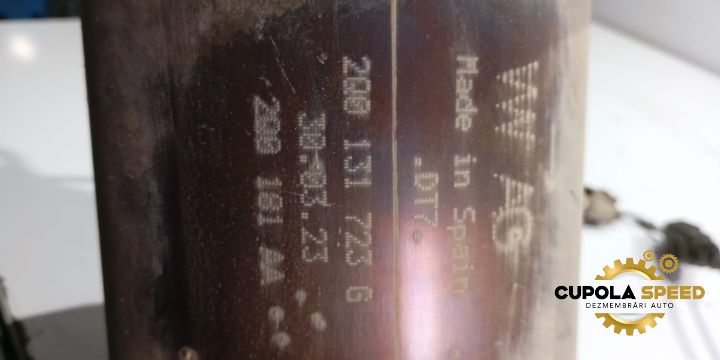 VW AG
Made in Spain
.DT7.
2Q0 131 723 G
30.03.23
2Q0 181 AA
CUPOLA SPEED
DEZMEMBRĂRI AUTO